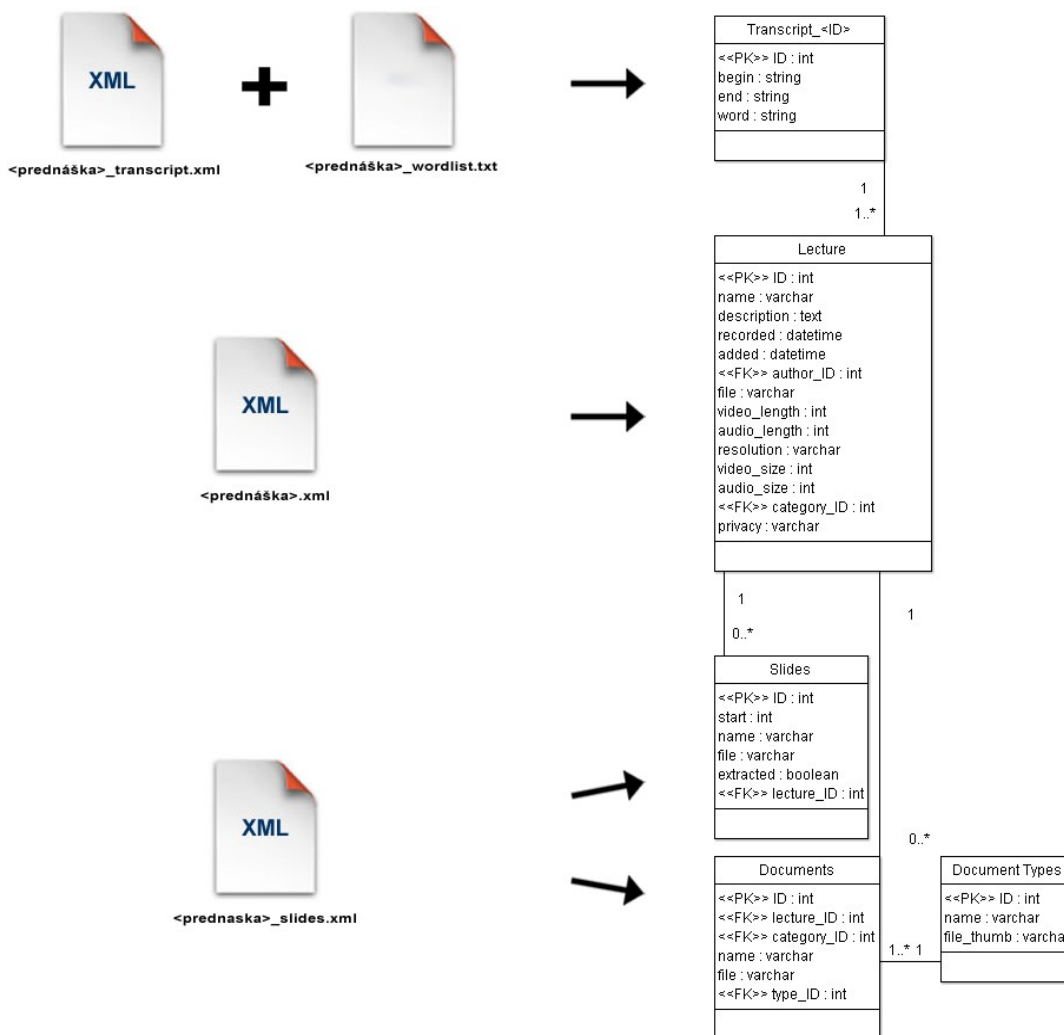 XML
<prednáška>_transcript.xml
<prednáška>_wordlist.txt
Transcript_<ID>
<<PK>> ID : int
begin : string
end : string
word : string
1
1..*
XML
<prednáška>.xml
Lecture
<<PK>> ID : int
name : varchar
description : text
recorded : datetime
added : datetime
<<FK>> author_ID : int
file : varchar
video_length : int
audio_length : int
resolution : varchar
video_size : int
audio_size : int
<<FK>> category_ID : int
privacy : varchar
1
0..*
1
0..*
XML
<prednaska>_slides.xml
Slides
<<PK>> ID : int
start : int
name : varchar
file : varchar
extracted : boolean
<<FK>> lecture_ID : int
Documents
<<PK>> ID : int
<<FK>> lecture_ID : int
<<FK>> category_ID : int
name : varchar
file : varchar
<<FK>> type_ID : int
1..* 1
Document Types
<<PK>> ID : int
name : varchar
file_thumb : varcha